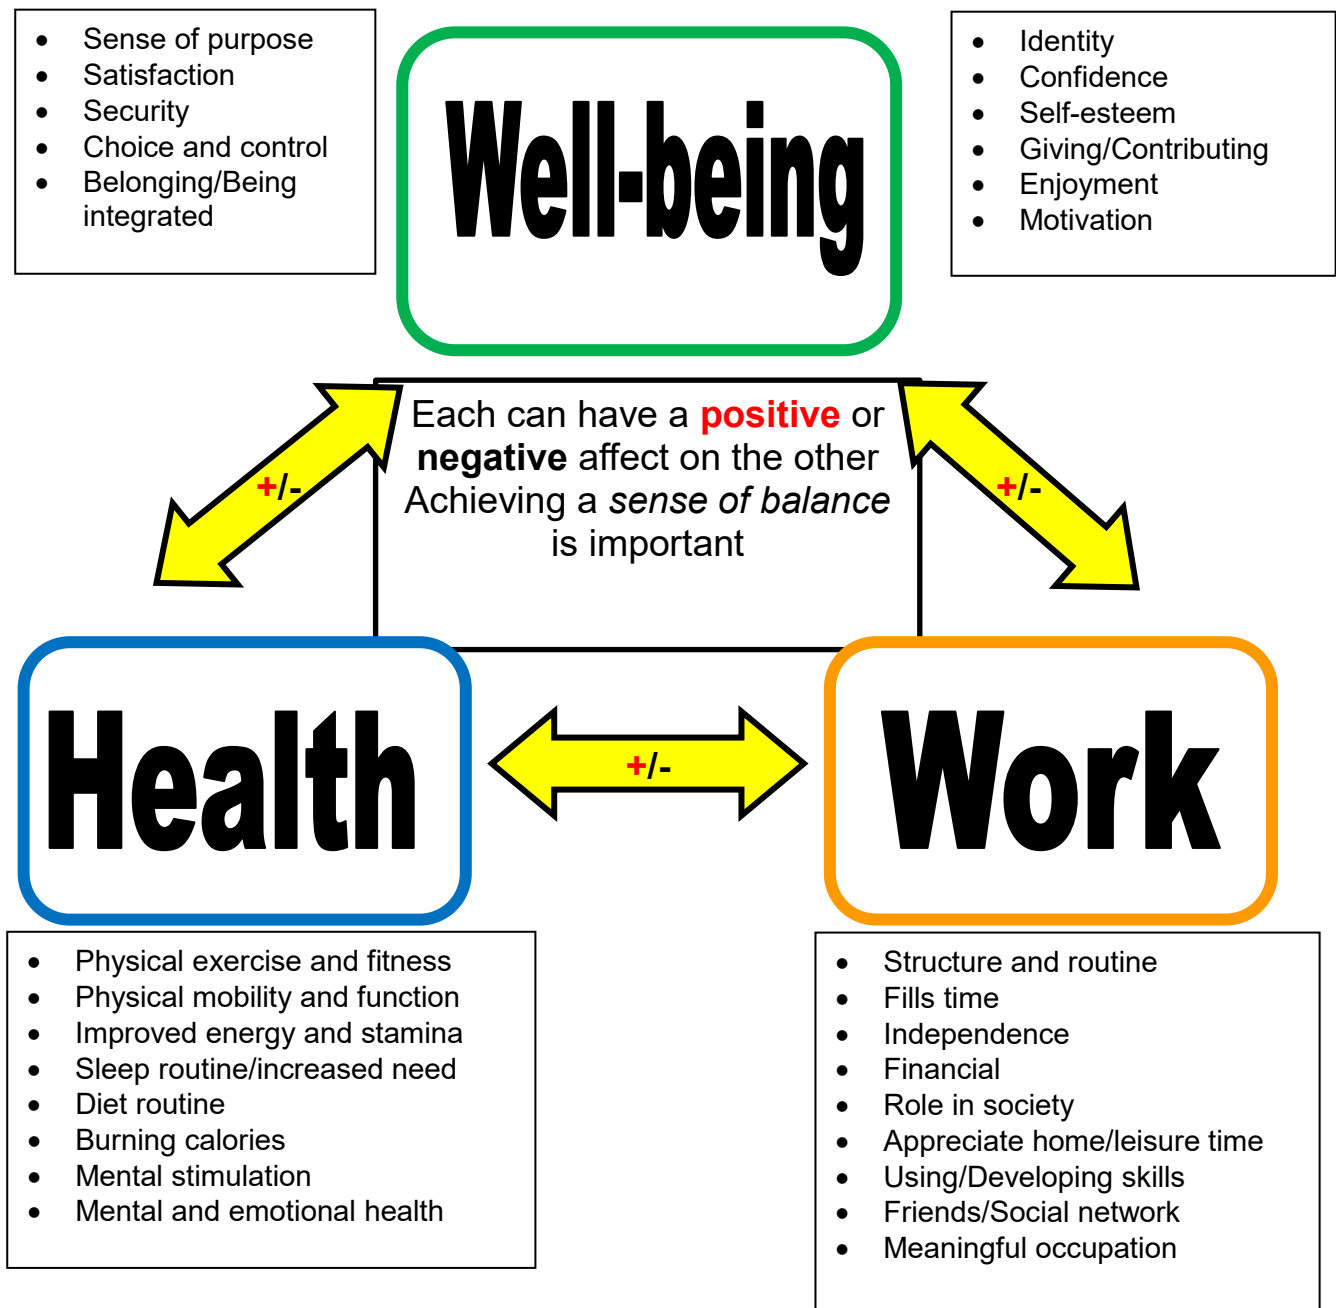 • Sense of purpose
• Satisfaction
• Security
• Choice and control
• Belonging/Being
integrated
Well-being
• Identity
• Confidence
• Self-esteem
• Giving/Contributing
• Enjoyment
• Motivation
Each can have a positive or
negative affect on the other
Achieving a sense of balance
is important
+/-
+/-
Health
+/-
Work
• Physical exercise and fitness
• Physical mobility and function
• Improved energy and stamina
• Sleep routine/increased need
• Diet routine
• Burning calories
• Mental stimulation
• Mental and emotional health
• Structure and routine
• Fills time
• Independence
• Financial
• Role in society
• Appreciate home/leisure time
• Using/Developing skills
• Friends/Social network
• Meaningful occupation